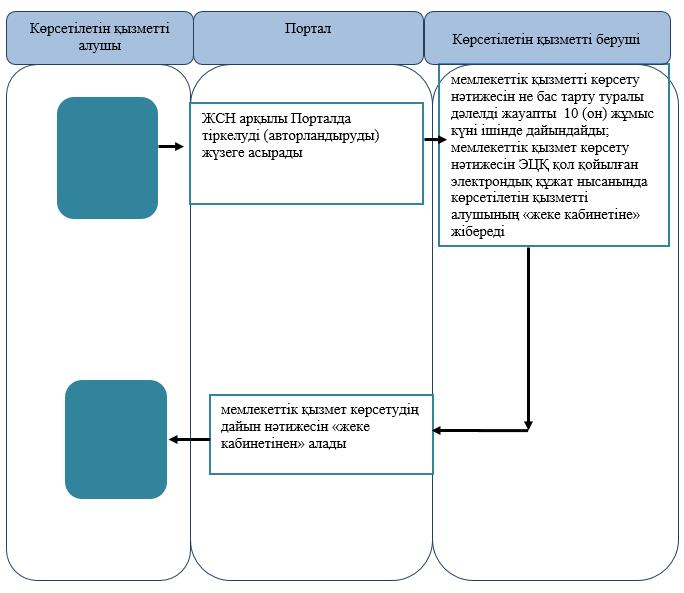 Көрсетілетін қызметті
алушы
Портал
Көрсетілетін қызметті беруші
ЖСН арқылы Порталда
тіркелуді (авторландыруды)
жүзеге асырады
мемлекеттік қызметті көрсету
нәтижесін не бас тарту туралы
дәлелді жауапты 10 (он) жұмыс
күні ішінде дайындайды;
мемлекеттік қызмет көрсету
нәтижесін ЭЦҚ қол қойылған
электрондық құжат нысанында
көрсетілетін қызметті
алушының «жеке кабинетіне»
жібереді
мемлекеттік қызмет көрсетудің
дайын нәтижесін «жеке
кабинетінен» алады